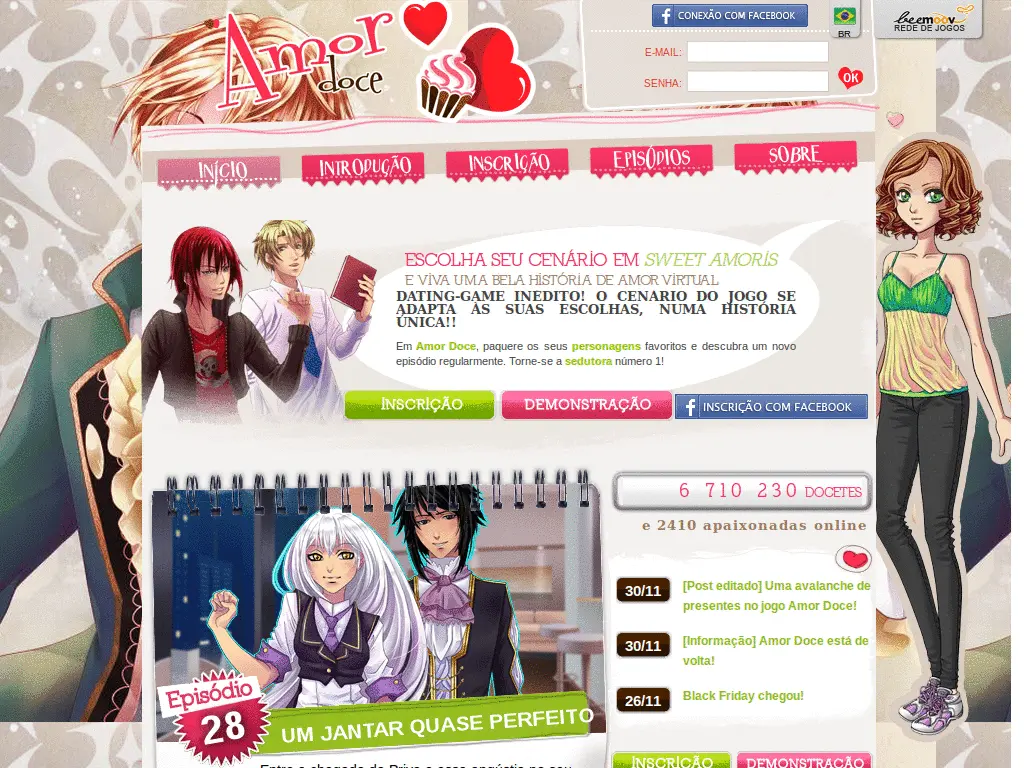 Amor
doce
CONEXÃO COM FACEBOOK
BR
beemoov
REDE DE JOGOS
E-MAIL:
SENHA:
OK
INÍCIO
INTRODUÇÃO
INSCRIÇÃO
EPISÓDIOS
SOBRE
ESCOLHA SEU CENÁRIO EM SWEET AMORIS
E VIVA UMA BELA HISTÓRIA DE AMOR VIRTUAL
DATING-GAME INEDITO! O CENARIO DO JOGO SE
ADAPTA ÀS SUAS ESCOLHAS, NUMA HISTÓRIA
ÚNICA!!
Em Amor Doce, paquere os seus personagens favoritos e descubra um novo
episódio regularmente. Torne-se a sedutora número 1!
INSCRIÇÃO
DEMONSTRAÇÃO
INSCRIÇÃO COM FACEBOOK
6 710 230 DOCETES
e 2410 apaixonadas online
30/11
[Post editado] Uma avalanche de
presentes no jogo Amor Doce!
30/11
[Informação] Amor Doce está de
volta!
26/11
Black Friday chegou!
Episódio
28
UM JANTAR QUASE PERFEITO
INSCRIÇÃO
DEMONSTRAÇÃO